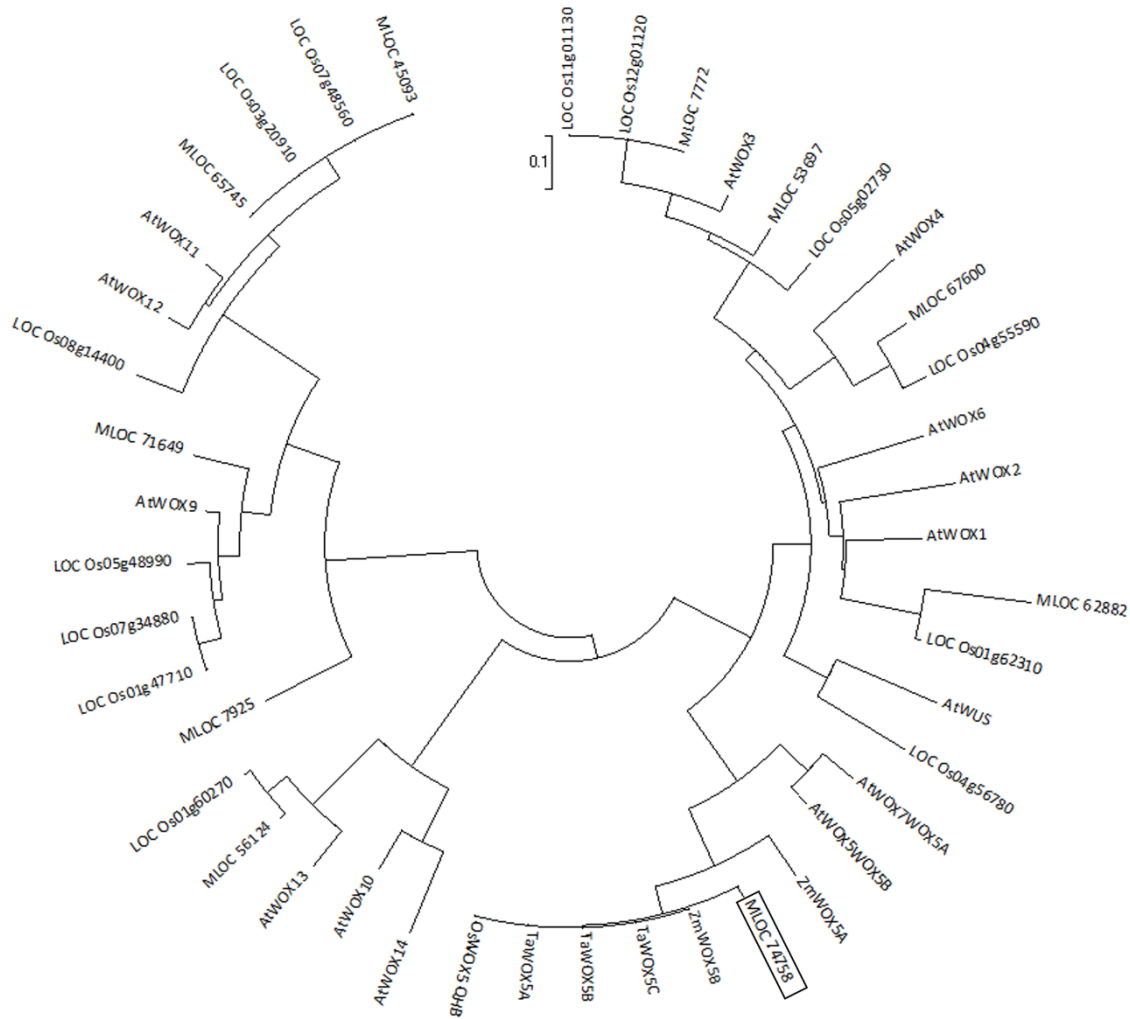 LOC Os11g01130
LOC Os12g01120
MLOC 7772
AtWOX3
MLOC 53697
LOC Os05g02730
AtWOX4
MLOC 67600
LOC Os04g55590
AtWOX6
AtWOX2
AtWOX1
MLOC 62882
LOC Os01g62310
AtWUS
LOC Os04g56780
AtWOX7WOX5A
AtWOX5WOX5B
ZmWOX5A
MLOC 74758
ZmWOX5B
TaWOX5C
TaWOX5B
TaWOX5A
OsWOX5 QHB
AtWOX14
AtWOX10
AtWOX13
MLOC 56124
LOC Os01g60270
MLOC 7925
LOC Os01g47710
LOC Os07g34880
LOC Os05g48990
AtWOX9
MLOC 71649
LOC Os08g14400
AtWOX12
AtWOX11
MLOC 65745
LOC Os03g20910
LOC Os07g48560
MLOC 45093
0.1